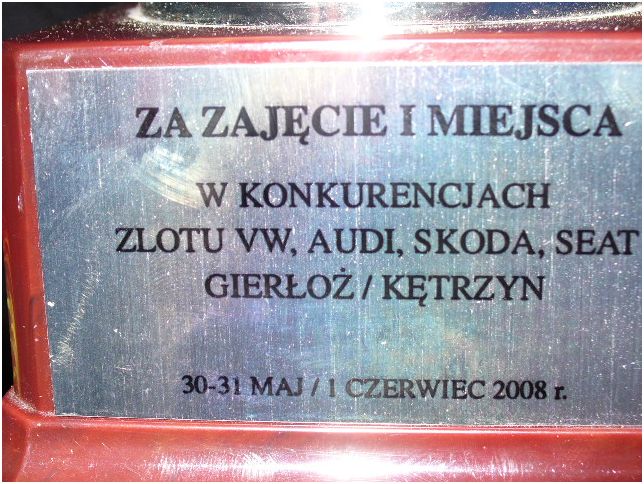 ZA ZAJĘCIE I MIEJSCA
W KONKURENCJACH
ZLOTU VW, AUDI, SKODA, SEAT
GIERŁOŻ / KĘTRZYN
30-31 MAJ / 1 CZERWIEC 2008 r.